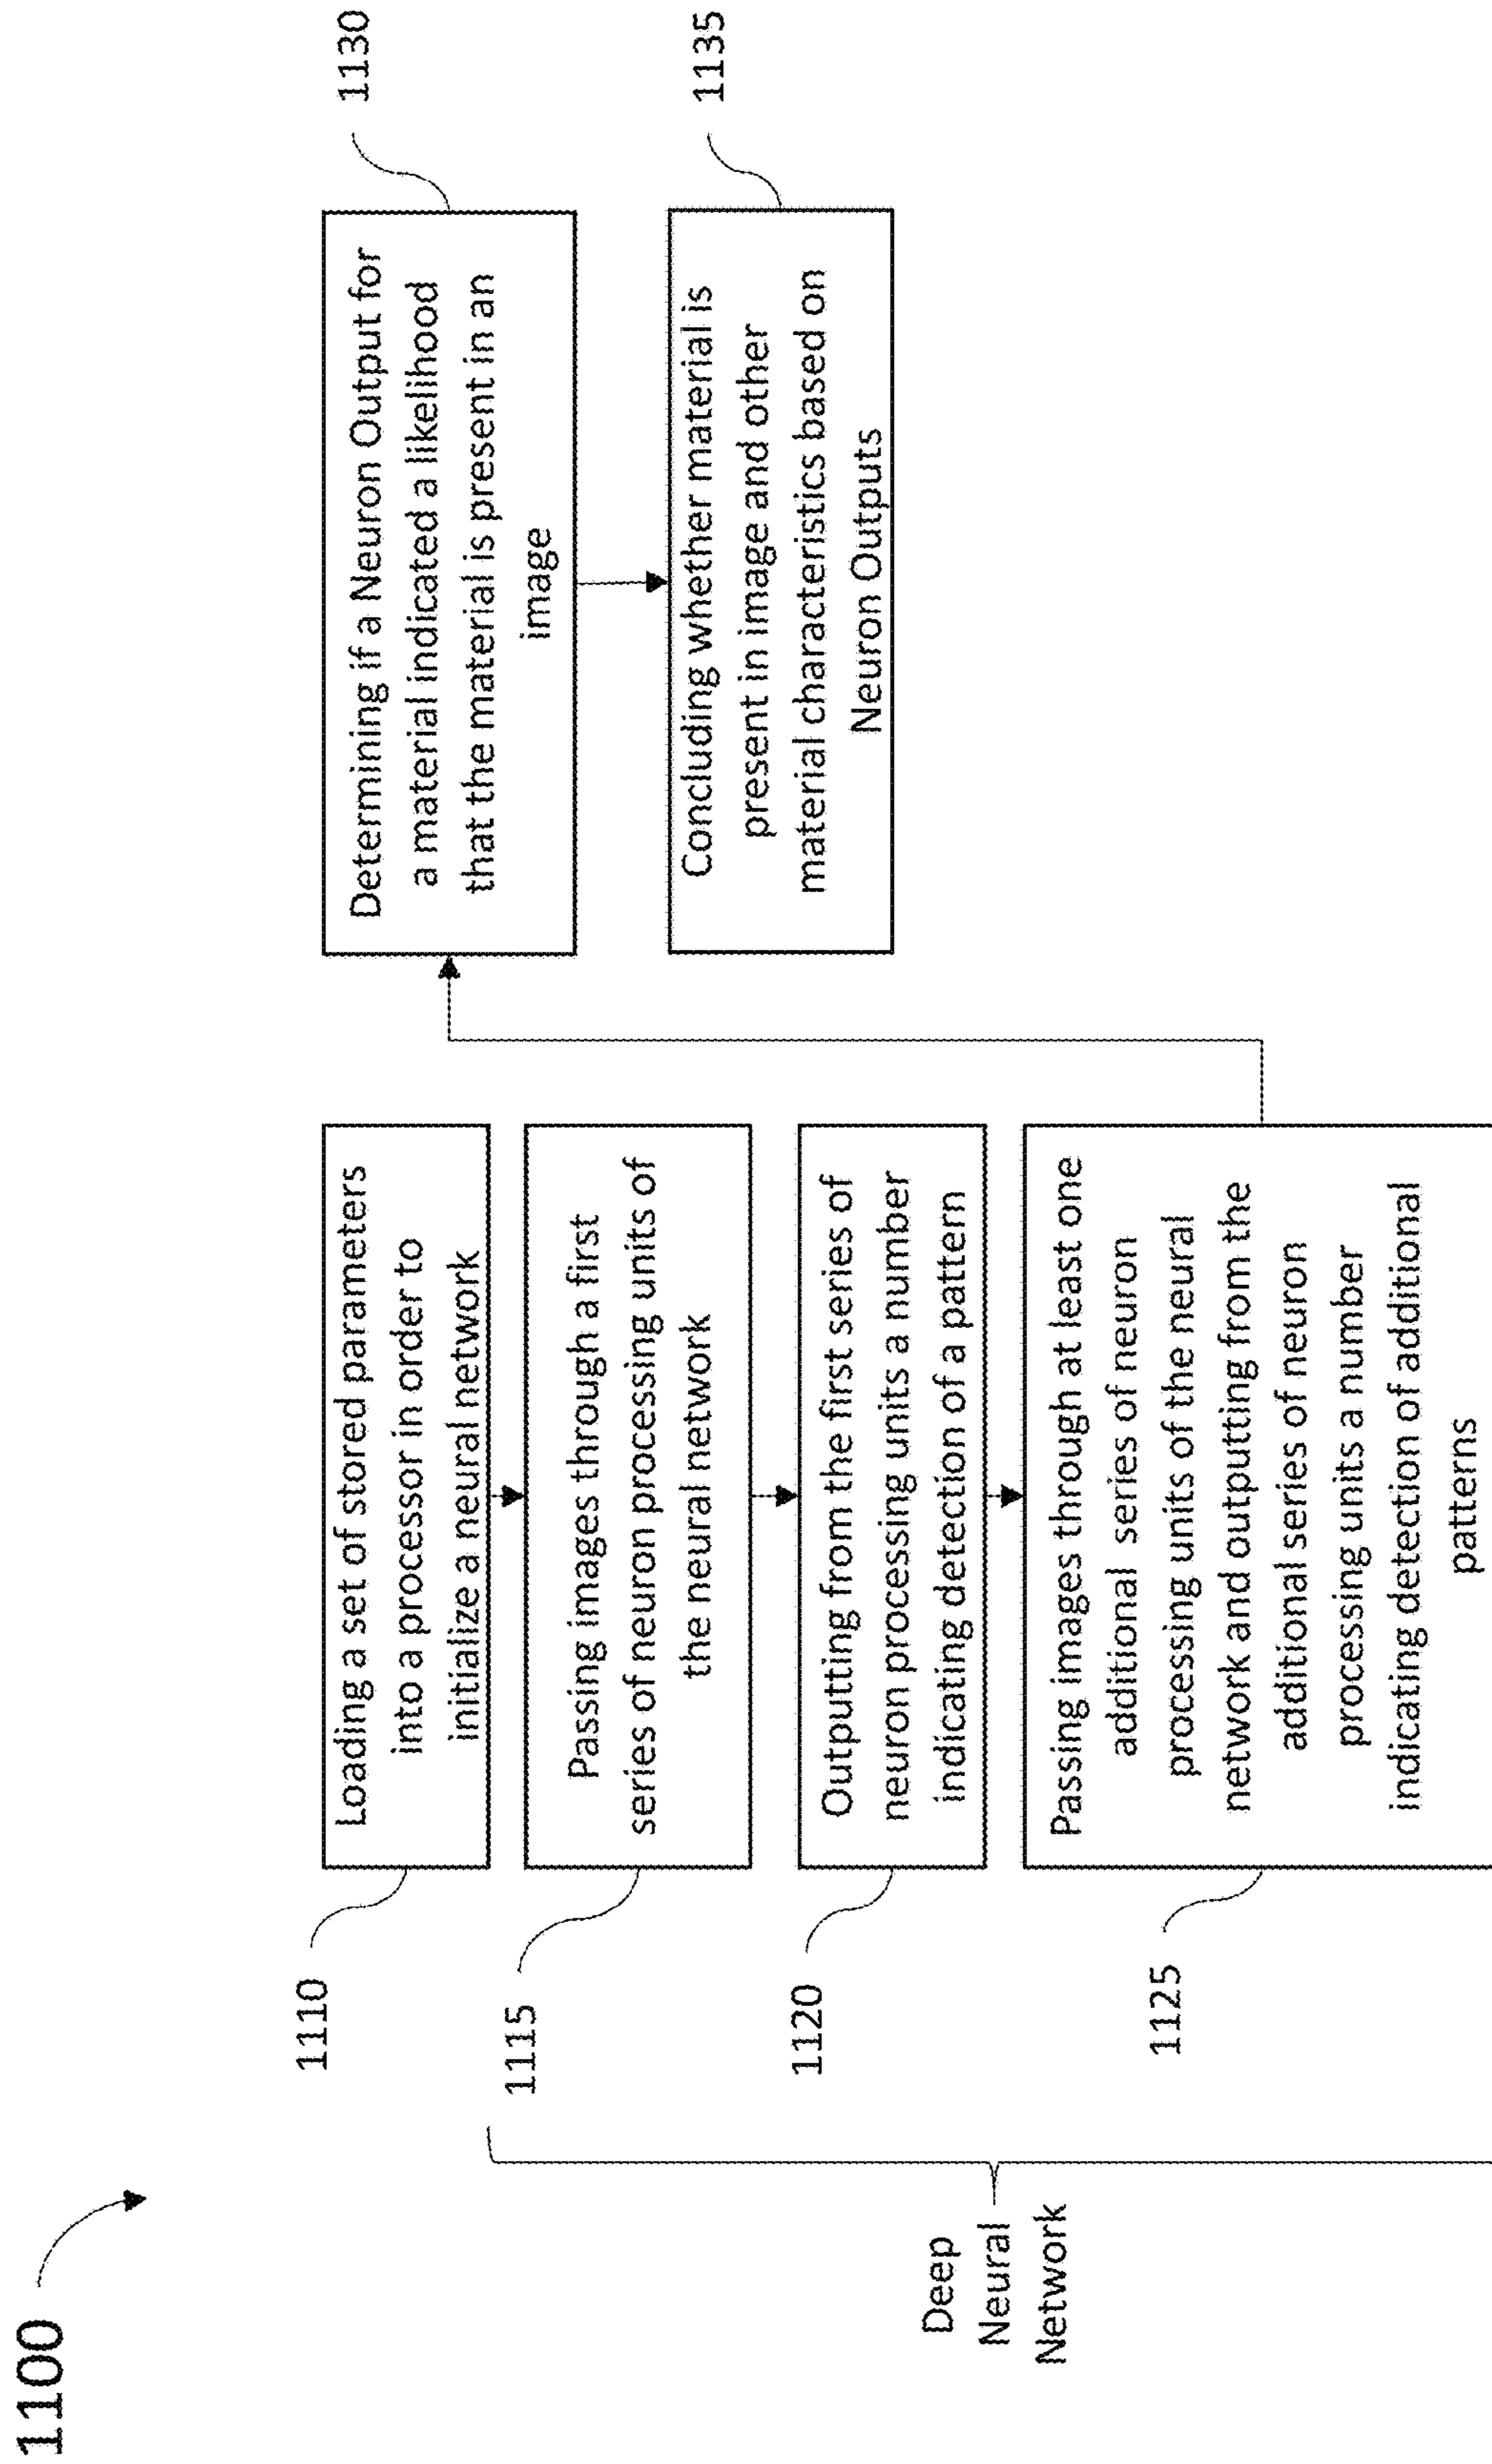 1100
1110
Loading a set of stored parameters
into a processor in order to
initialize a neural network
1115
Passing images through a first
series of neuron processing units of
the neural network
1120
Outputting from the first series of
neuron processing units a number
indicating detection of a pattern
1125
Passing images through at least one
additional series of neuron
processing units of the neural
network and outputting from the
additional series of neuron
processing units a number
indicating detection of additional
patterns
Deep
Neural
Network
Determining if a Neuron Output for
a material indicated a likelihood
that the material is present in an
image
1130
Concluding whether material is
present in image and other
material characteristics based on
Neuron Outputs
1135